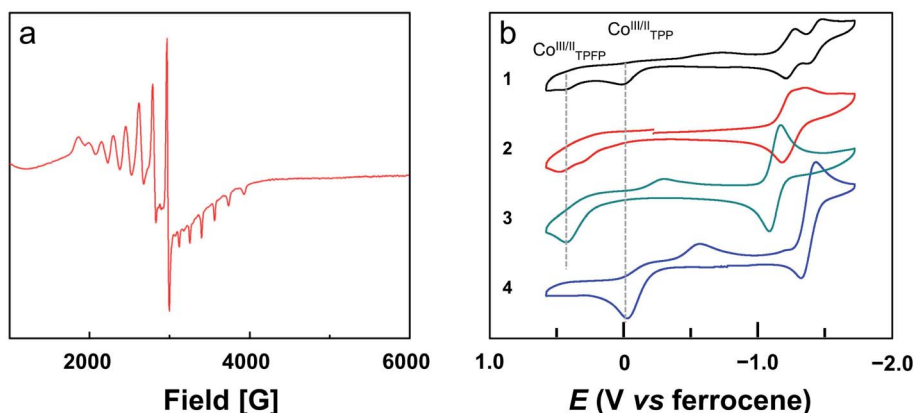 a
2000
4000
6000
Field [G]
b
Co^III/II_TPFP
Co^III/II_TPP
1
2
3
4
1.0
0
−1.0
−2.0
E (V vs ferrocene)